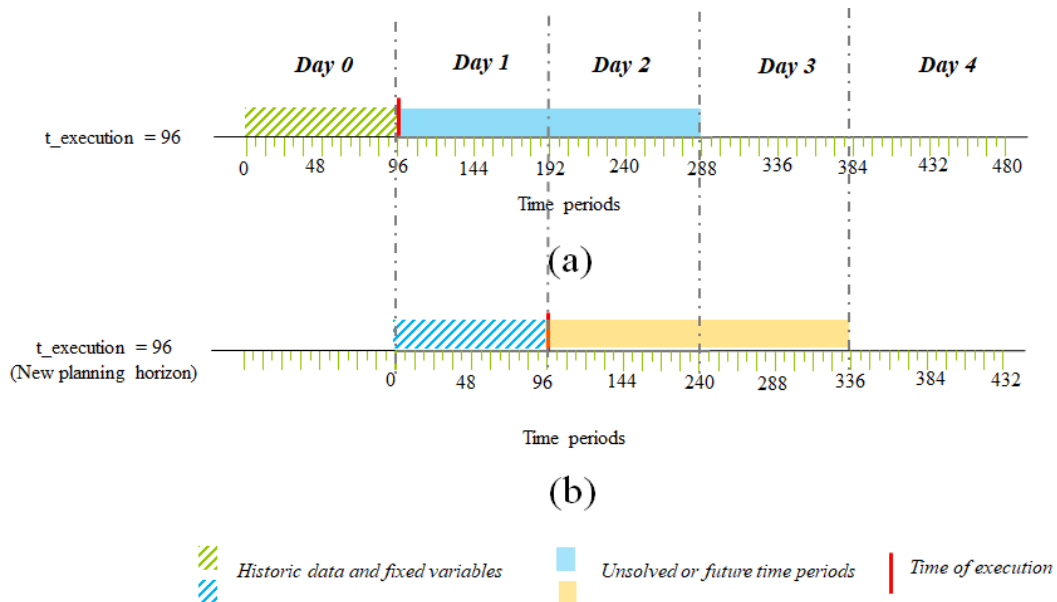 Day 0 Day 1 Day 2 Day 3 Day 4
t_execution = 96
0 48 96 144 192 240 288 336 384 432 480
Time periods
(a)
t_execution = 96
(New planning horizon)
0 48 96 144 240 288 336 384 432
Time periods
(b)
Historic data and fixed variables Unsolved or future time periods Time of execution